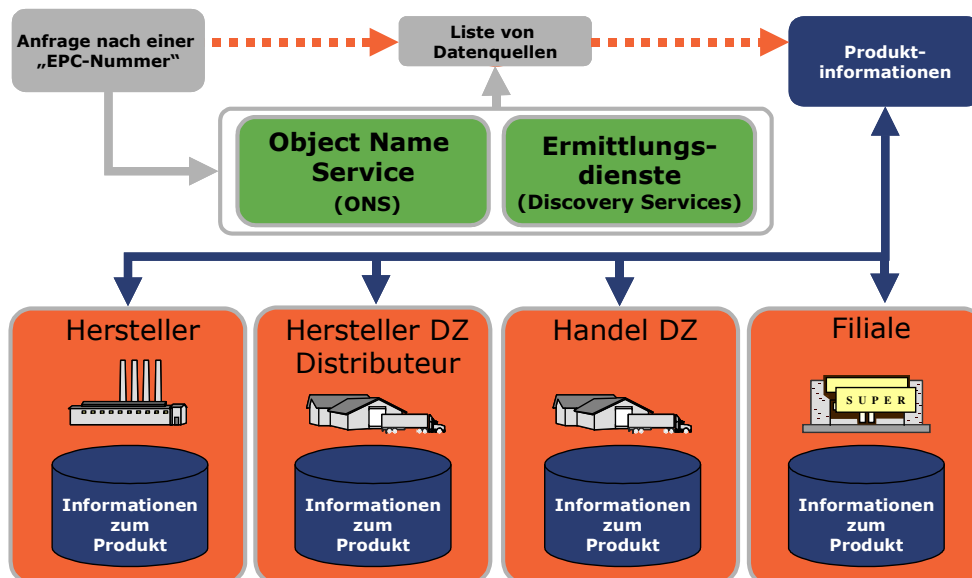 Anfrage nach einer
„EPC-Nummer“
Liste von
Datenquellen
Produkt-
informationen
Object Name
Service
(ONS)
Ermittlungs-
dienste
(Discovery Services)
Hersteller
Hersteller DZ
Distributeur
Handel DZ
Filiale
SUPER
Informationen
zum
Produkt
Informationen
zum
Produkt
Informationen
zum
Produkt
Informationen
zum
Produkt